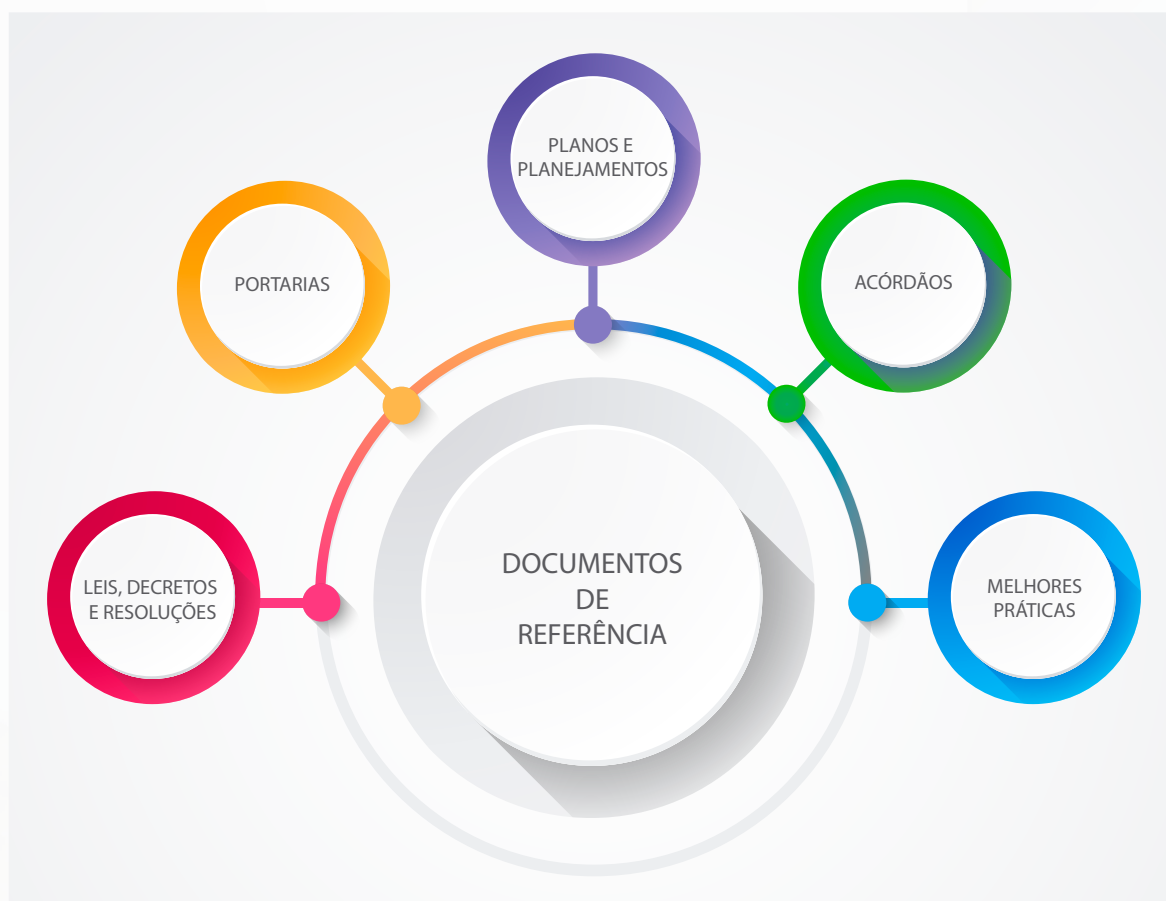 PLANOS E
PLANEJAMENTOS
PORTARIAS
ACÓRDÃOS
LEIS, DECRETOS
E RESOLUÇÕES
DOCUMENTOS
DE
REFERÊNCIA
MELHORES
PRÁTICAS